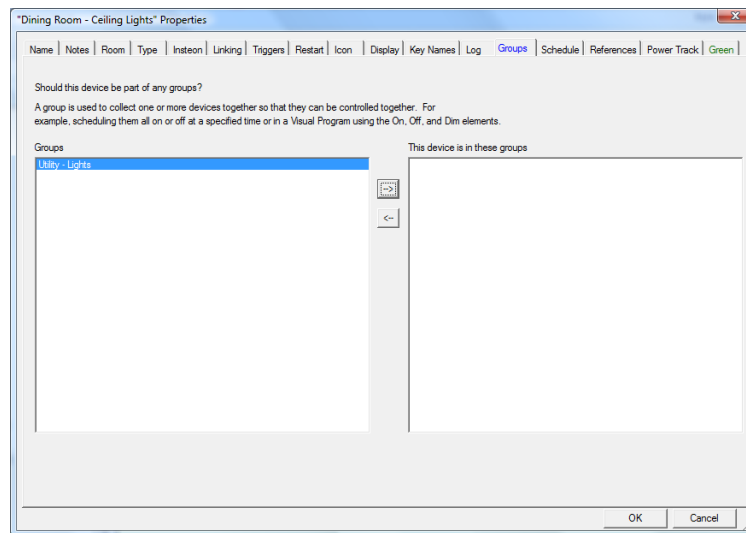 "Dining Room - Ceiling Lights" Properties
Name Notes Room Type Insteon Linking Triggers Restart Icon Display Key Names Log Groups Schedule References Power Track Green
Should this device be part of any groups?
A group is used to collect one or more devices together so that they can be controlled together. For
example, scheduling them all on or off at a specified time or in a Visual Program using the On, Off, and Dim elements.
Groups This device is in these groups
Utility - Lights
-->
<--
OK Cancel